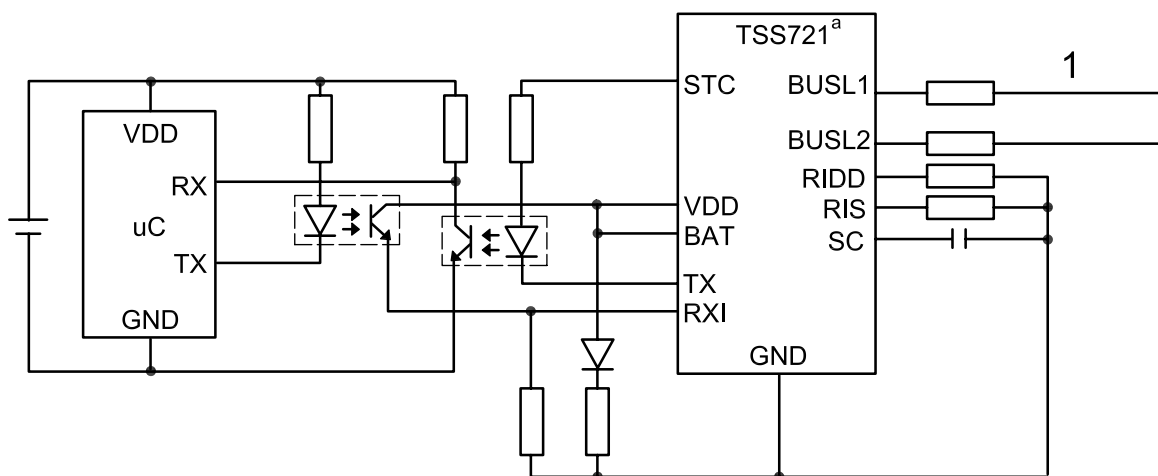 TSS721a
1
STC
BUSL1
VDD
BUSL2
RX
RIDD
uC
VDD
RIS
BAT
SC
TX
TX
RXI
GND
GND